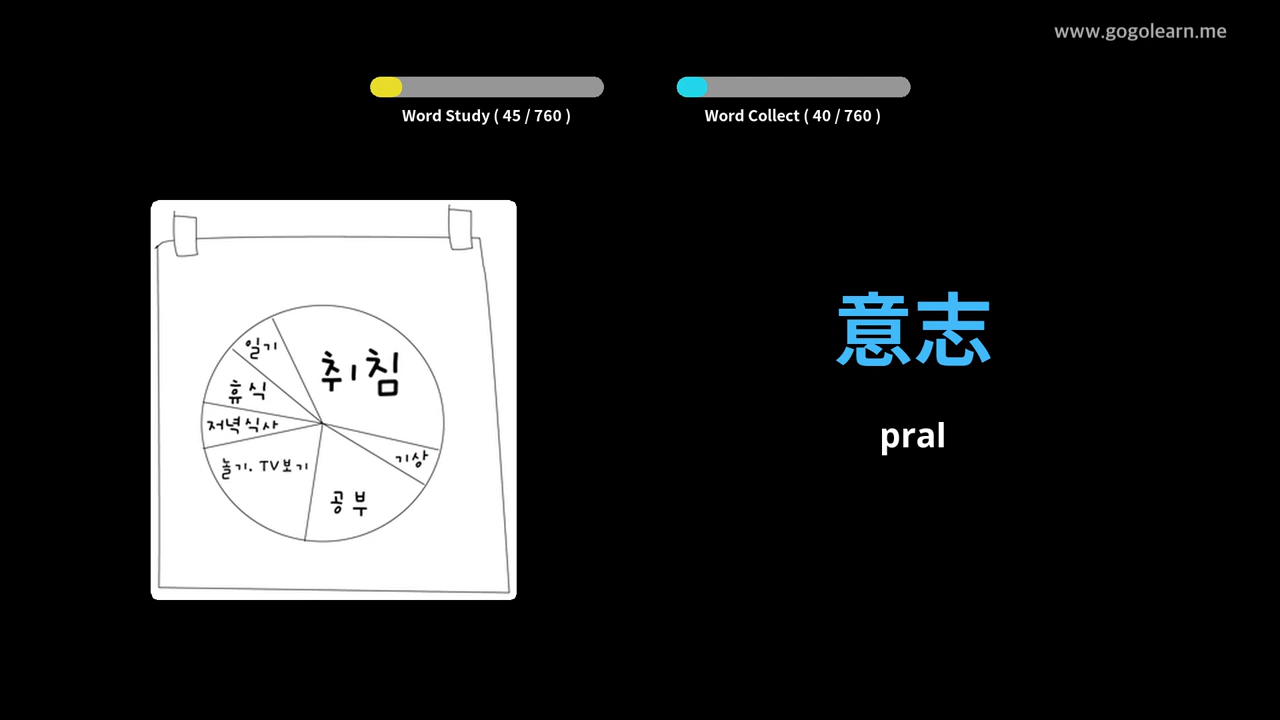 www.gogolearn.me
Word Study ( 45 / 760 )
Word Collect ( 40 / 760 )
일기
취침
휴식
저녁식사
놀기. TV보기
기상
공부
意志
pral